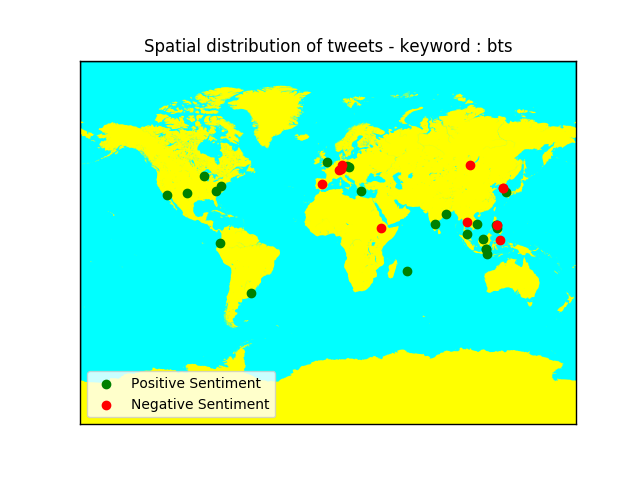 Spatial distribution of tweets - keyword : bts
Positive Sentiment
Negative Sentiment